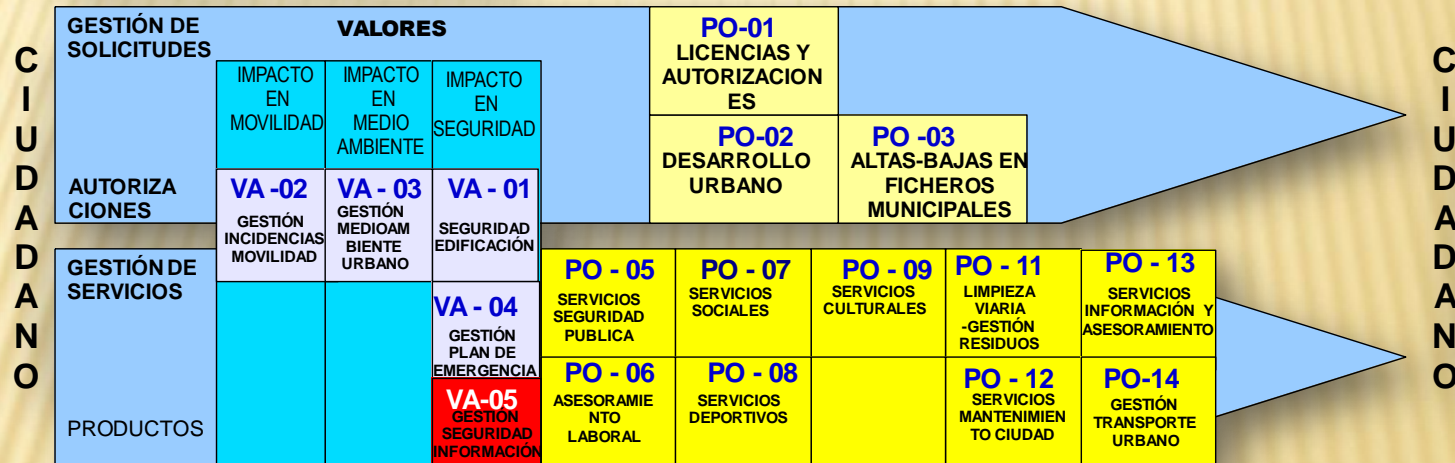 C
I
U
D
A
D
A
N
O
GESTIÓN DE
SOLICITUDES
VALORES
IMPACTO
EN
MOVILIDAD
IMPACTO
EN
MEDIO
AMBIENTE
IMPACTO
EN
SEGURIDAD
PO-01
LICENCIAS Y
AUTORIZACION
ES
PO-02
DESARROLLO
URBANO
PO -03
ALTAS-BAJAS EN
FICHEROS
MUNICIPALES
AUTORIZA
CIONES
VA -02
GESTIÓN
INCIDENCIAS
MOVILIDAD
VA - 03
GESTIÓN
MEDIOAM
BIENTE
URBANO
VA - 01
SEGURIDAD
EDIFICACIÓN
GESTIÓN DE
SERVICIOS
VA - 04
GESTIÓN
PLAN DE
EMERGENCIA
VA-05
GESTIÓN
SEGURIDAD
INFORMACIÓN
PO - 05
SERVICIOS
SEGURIDAD
PUBLICA
PO - 07
SERVICIOS
SOCIALES
PO - 09
SERVICIOS
CULTURALES
PO - 11
LIMPIEZA
VIARIA
-GESTIÓN
RESIDUOS
PO - 13
SERVICIOS
INFORMACIÓN Y
ASESORAMIENTO
PO - 06
ASESORAMIE
NTO
LABORAL
PO - 08
SERVICIOS
DEPORTIVOS
PO - 12
SERVICIOS
MANTENIMIEN
TO CIUDAD
PO-14
GESTIÓN
TRANSPORTE
URBANO
PRODUCTOS
C
I
U
D
A
D
A
N
O